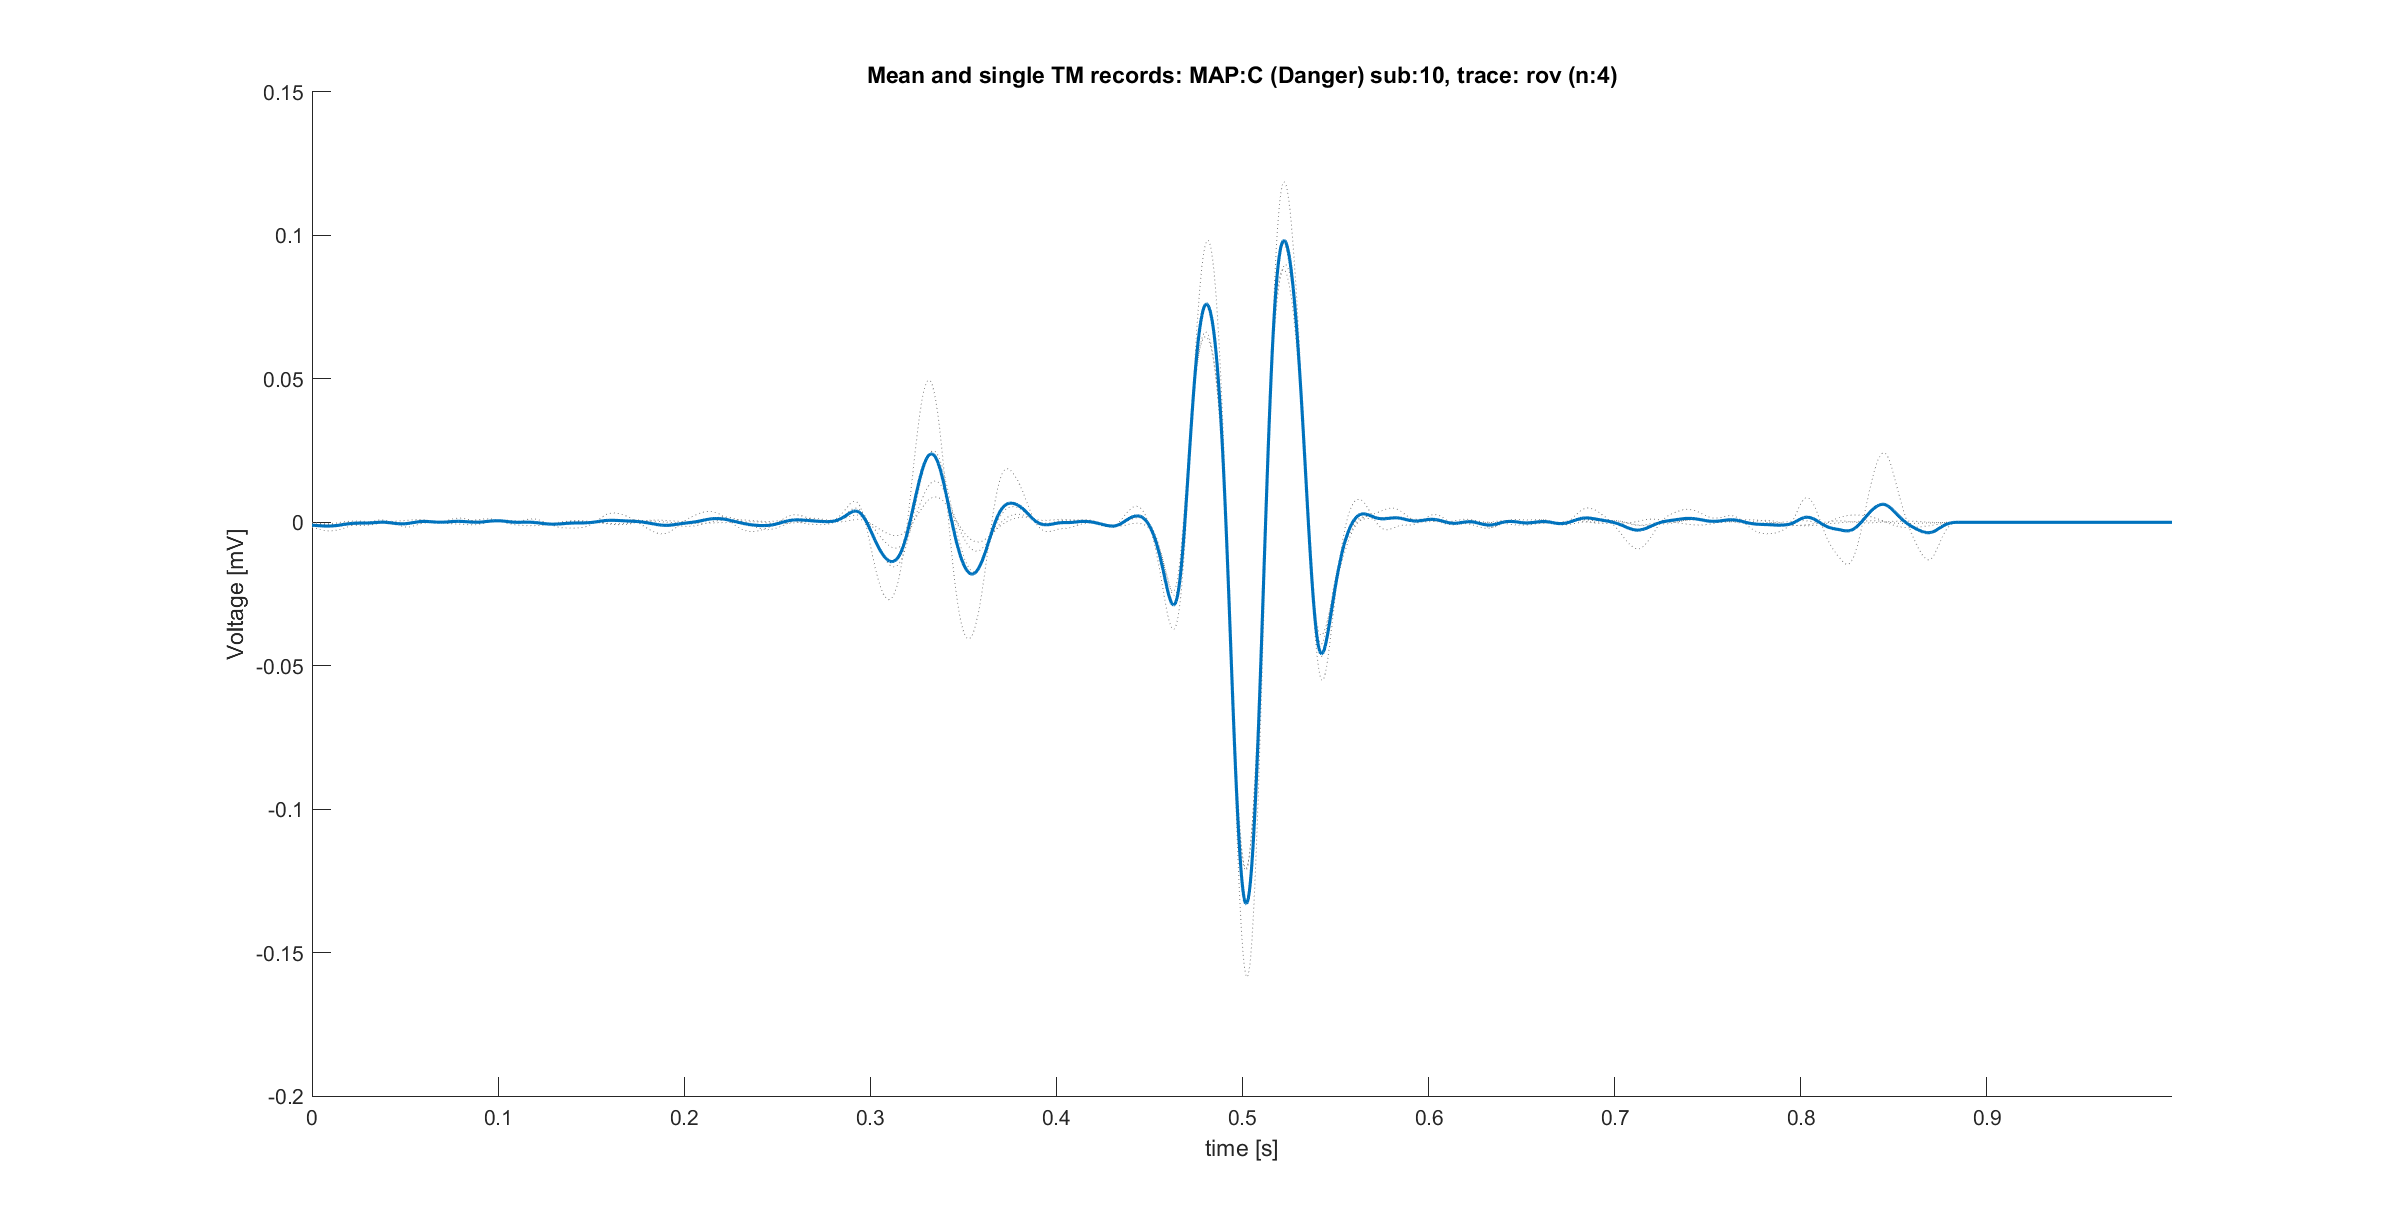 Mean and single TM records: MAP:C (Danger) sub:10, trace: rov (n:4)
0.15
0.1
0.05
0
-0.05
-0.1
-0.15
-0.2
Voltage [mV]
0 0.1 0.2 0.3 0.4 0.5 0.6 0.7 0.8 0.9
time [s]